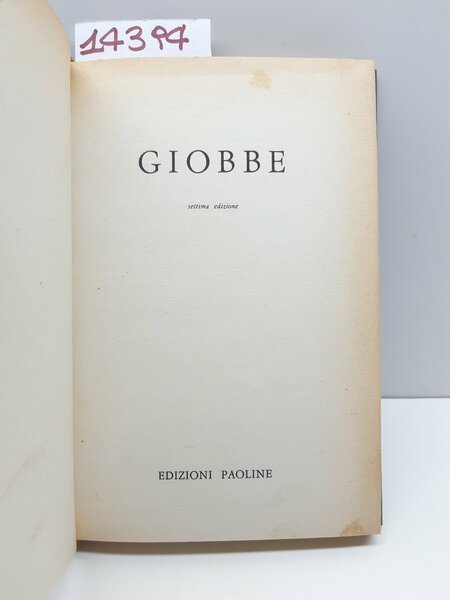 14394
GIOBBE
settima edizione
EDIZIONI PAOLINE